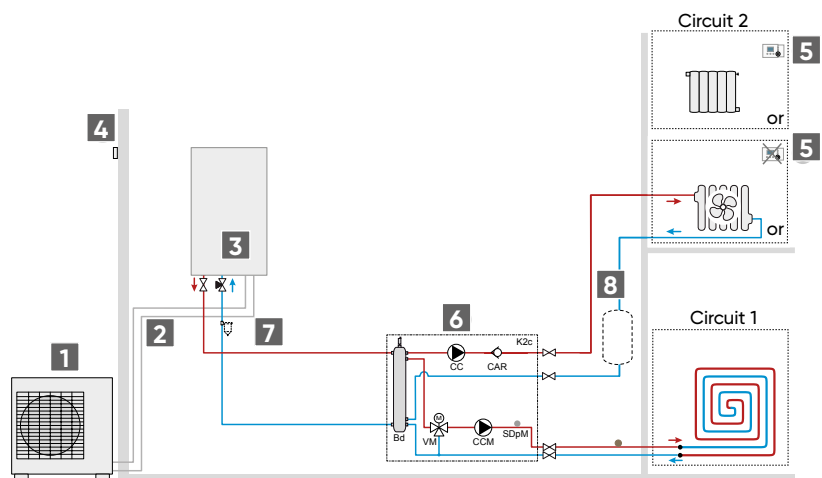 Circuit 2
5
or
4
5
3
or
8
2
7
6
Circuit 1
K2c
1
CC
CAR
M
SDpM
Bd
VM
CCM